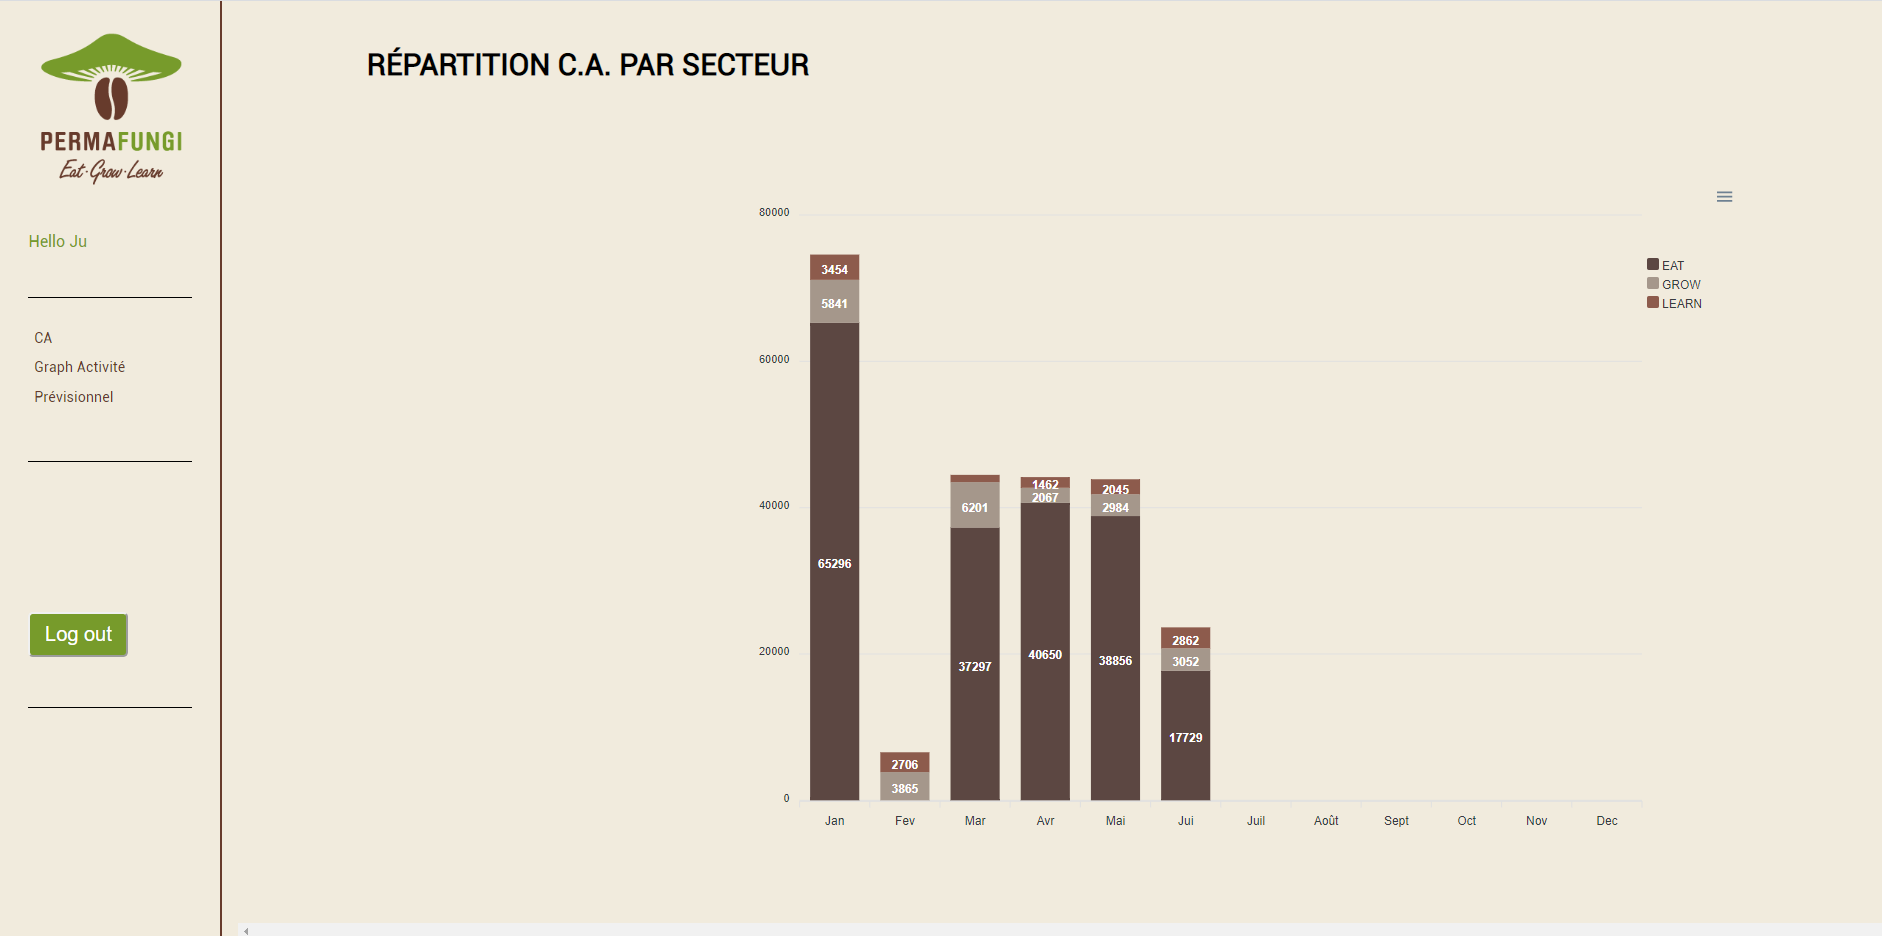 PERMAFUNGI
Eat·Grow·Learn
Hello Ju
CA
Graph Activité
Prévisionnel
Log out
RÉPARTITION C.A. PAR SECTEUR
80000
60000
40000
20000
0
3454
5841
65296
2706
3865
6201
37297
1462
2067
40650
2045
2984
38856
2862
3052
17729
Jan Fev Mar Avr Mai Jui Juil Août Sept Oct Nov Dec
EAT
GROW
LEARN